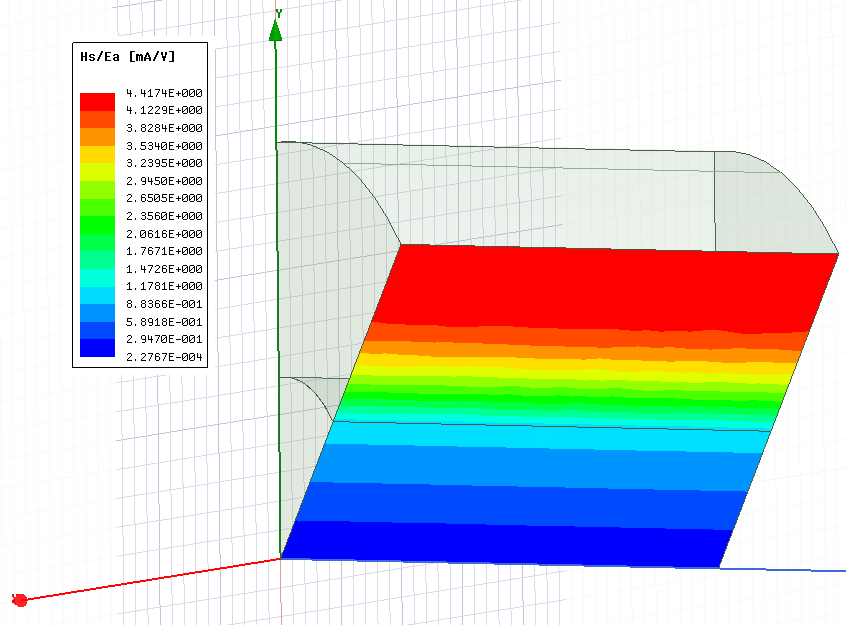 Y
Hs/Ea [mA/V]
4.4174E+000
4.1229E+000
3.8284E+000
3.5340E+000
3.2395E+000
2.9450E+000
2.6505E+000
2.3560E+000
2.0616E+000
1.7671E+000
1.4726E+000
1.1781E+000
8.8366E-001
5.8918E-001
2.9470E-001
2.2767E-004